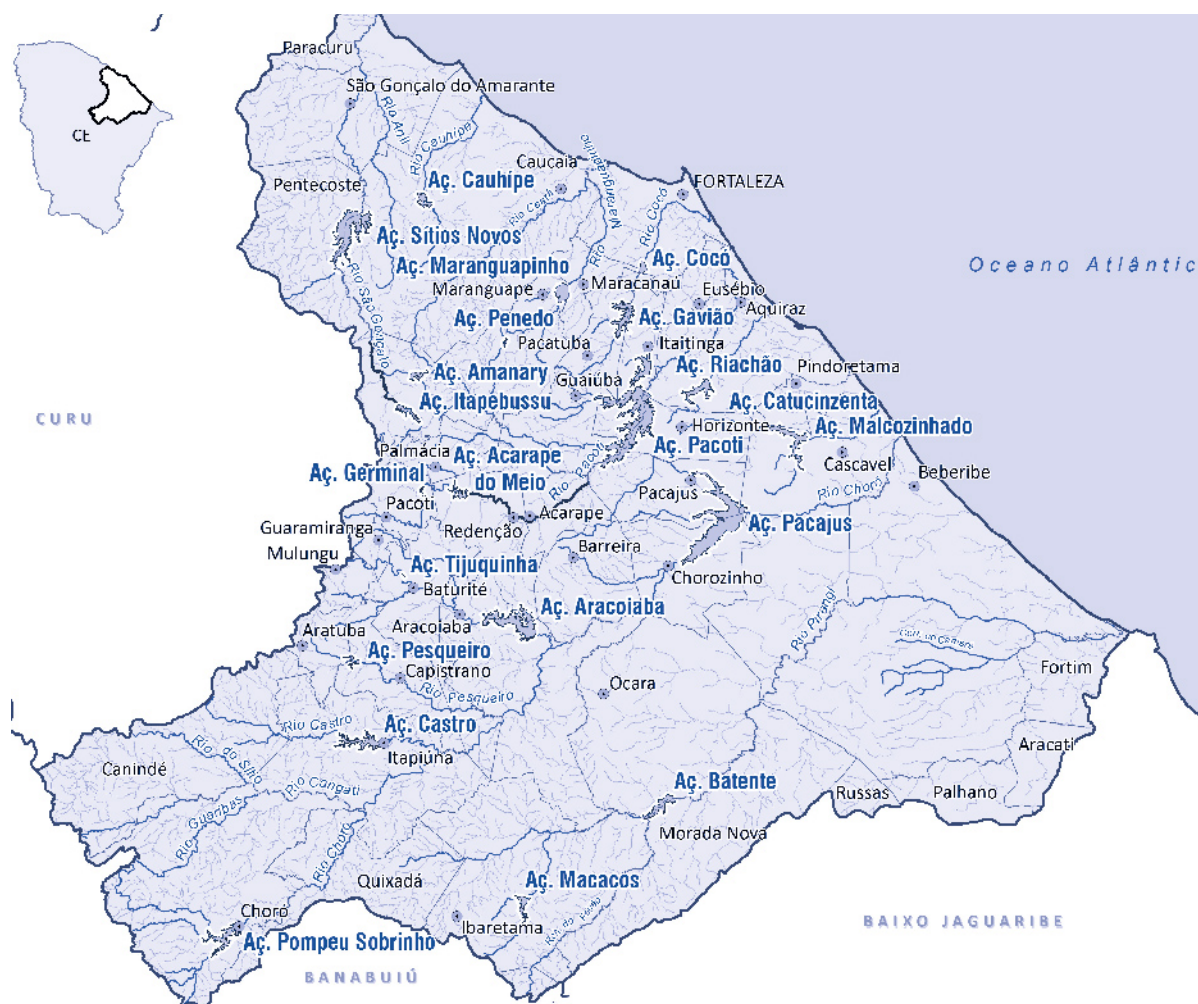 Paracuru
São Gonçalo do Amarante
CE
Rio Anil
Rio Cauhípe
Caucaia
Maranguapinho
Pentecoste
Aç. Cauhípe
Rio Ceará
FORTALEZA
Rio Cocó
Aç. Sítios Novos
Rio
Aç. Cocó
Oceano Atlântic
Aç. Maranguapinho
Maranguape
Maracanaú
Eusébio
Aquiraz
Rio São Gonçalo
Aç. Penedo
Aç. Gavião
Pacatuba
Itaitinga
Aç. Amanary
Guaiúba
Aç. Riachão
Pindoretama
Aç. Itapebussu
Aç. Catucinzenta
CURU
Horizonte
Aç. Malcozinhado
Palmácia
Aç. Acarape
do Meio
Rio Pacoti
Aç. Pacoti
Cascavel
Aç. Germinal
Beberibe
Pacajus
Rio Choró
Pacoti
Redenção
Acarape
Aç. Pacajus
Guaramiranga
Mulungu
Barreira
Chorozinho
Aç. Tijuquinha
Baturité
Aç. Aracoiaba
Rio Pirangi
Aratuba
Aracoiaba
Aç. Pesqueiro
Capistrano
Fortim
Rio Pesqueiro
Ocara
Rio Castro
Aç. Castro
Itapiúna
Aracati
Canindé
Rio
do Silho
Rio Cangati
Aç. Batente
Rio Guaribas
Russas
Palhano
Morada Nova
Rio Choró
Quixadá
Aç. Macacos
Choró
Ibaretama
BAIXO JAGUARIBE
Aç. Pompeu Sobrinho
BANABUIÚ